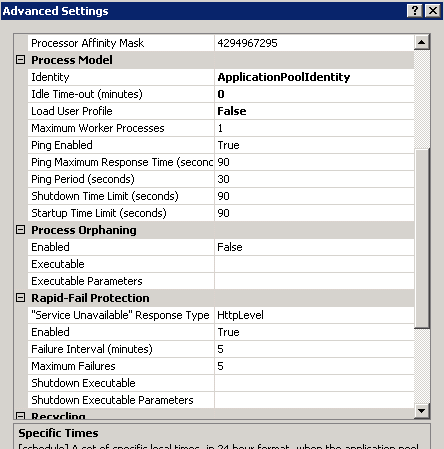 Advanced Settings
Processor Affinity Mask 4294967295
Process Model
Identity ApplicationPoolIdentity
Idle Time-out (minutes) 0
Load User Profile False
Maximum Worker Processes 1
Ping Enabled True
Ping Maximum Response Time (secon 90
Ping Period (seconds) 30
Shutdown Time Limit (seconds) 90
Startup Time Limit (seconds) 90
Process Orphaning
Enabled False
Executable
Executable Parameters
Rapid-Fail Protection
"Service Unavailable" Response Type HttpLevel
Enabled True
Failure Interval (minutes) 5
Maximum Failures 5
Shutdown Executable
Shutdown Executable Parameters
Recycling
Specific Times
[schedule] A set of specific local times, in 24 hour format, when the application pool